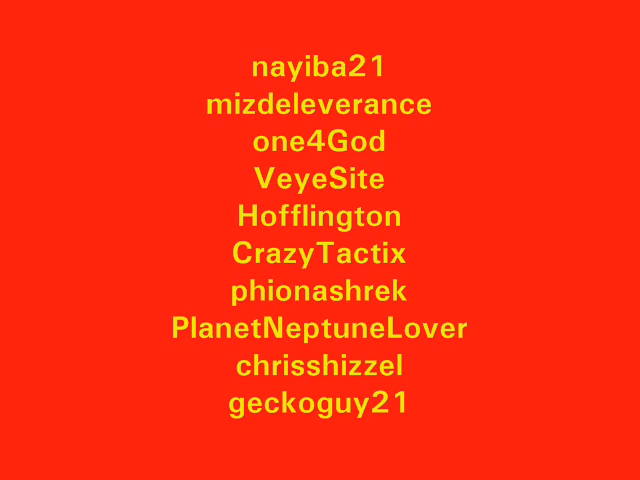 nayiba21
mizdeleverance
one4God
VeyeSite
Hofflington
CrazyTactix
phionashrek
PlanetNeptuneLover
chrisshizzel
geckoguy21